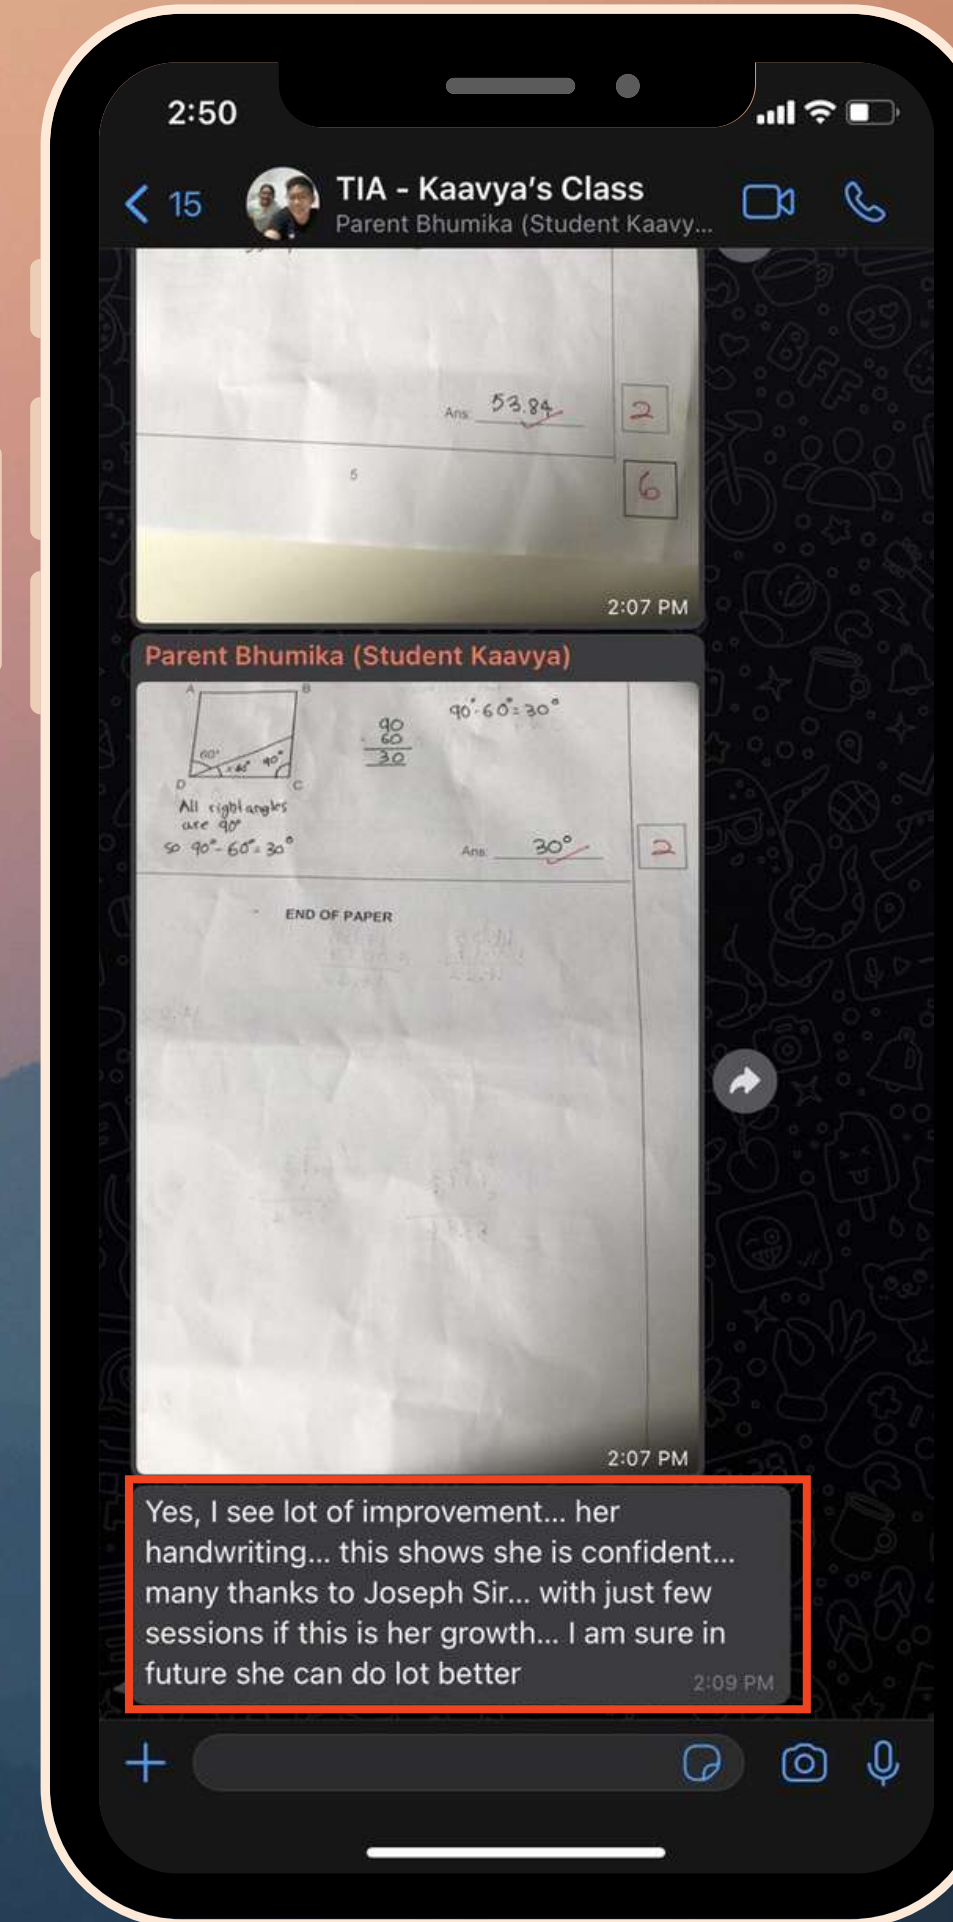 2:50
15
TIA - Kaavya's Class
Parent Bhumika (Student Kaavy...
Ans: 53.84
2
5
6
2:07 PM
Parent Bhumika (Student Kaavya)
A B
90°-60°=30°
90
- 60
30
60° 90°
D C
All right angles
are 90°
so 90°-60°=30°
Ans: 30°
2
END OF PAPER
2:07 PM
Yes, I see lot of improvement... her
handwriting... this shows she is confident...
many thanks to Joseph Sir... with just few
sessions if this is her growth... I am sure in
future she can do lot better
2:09 PM